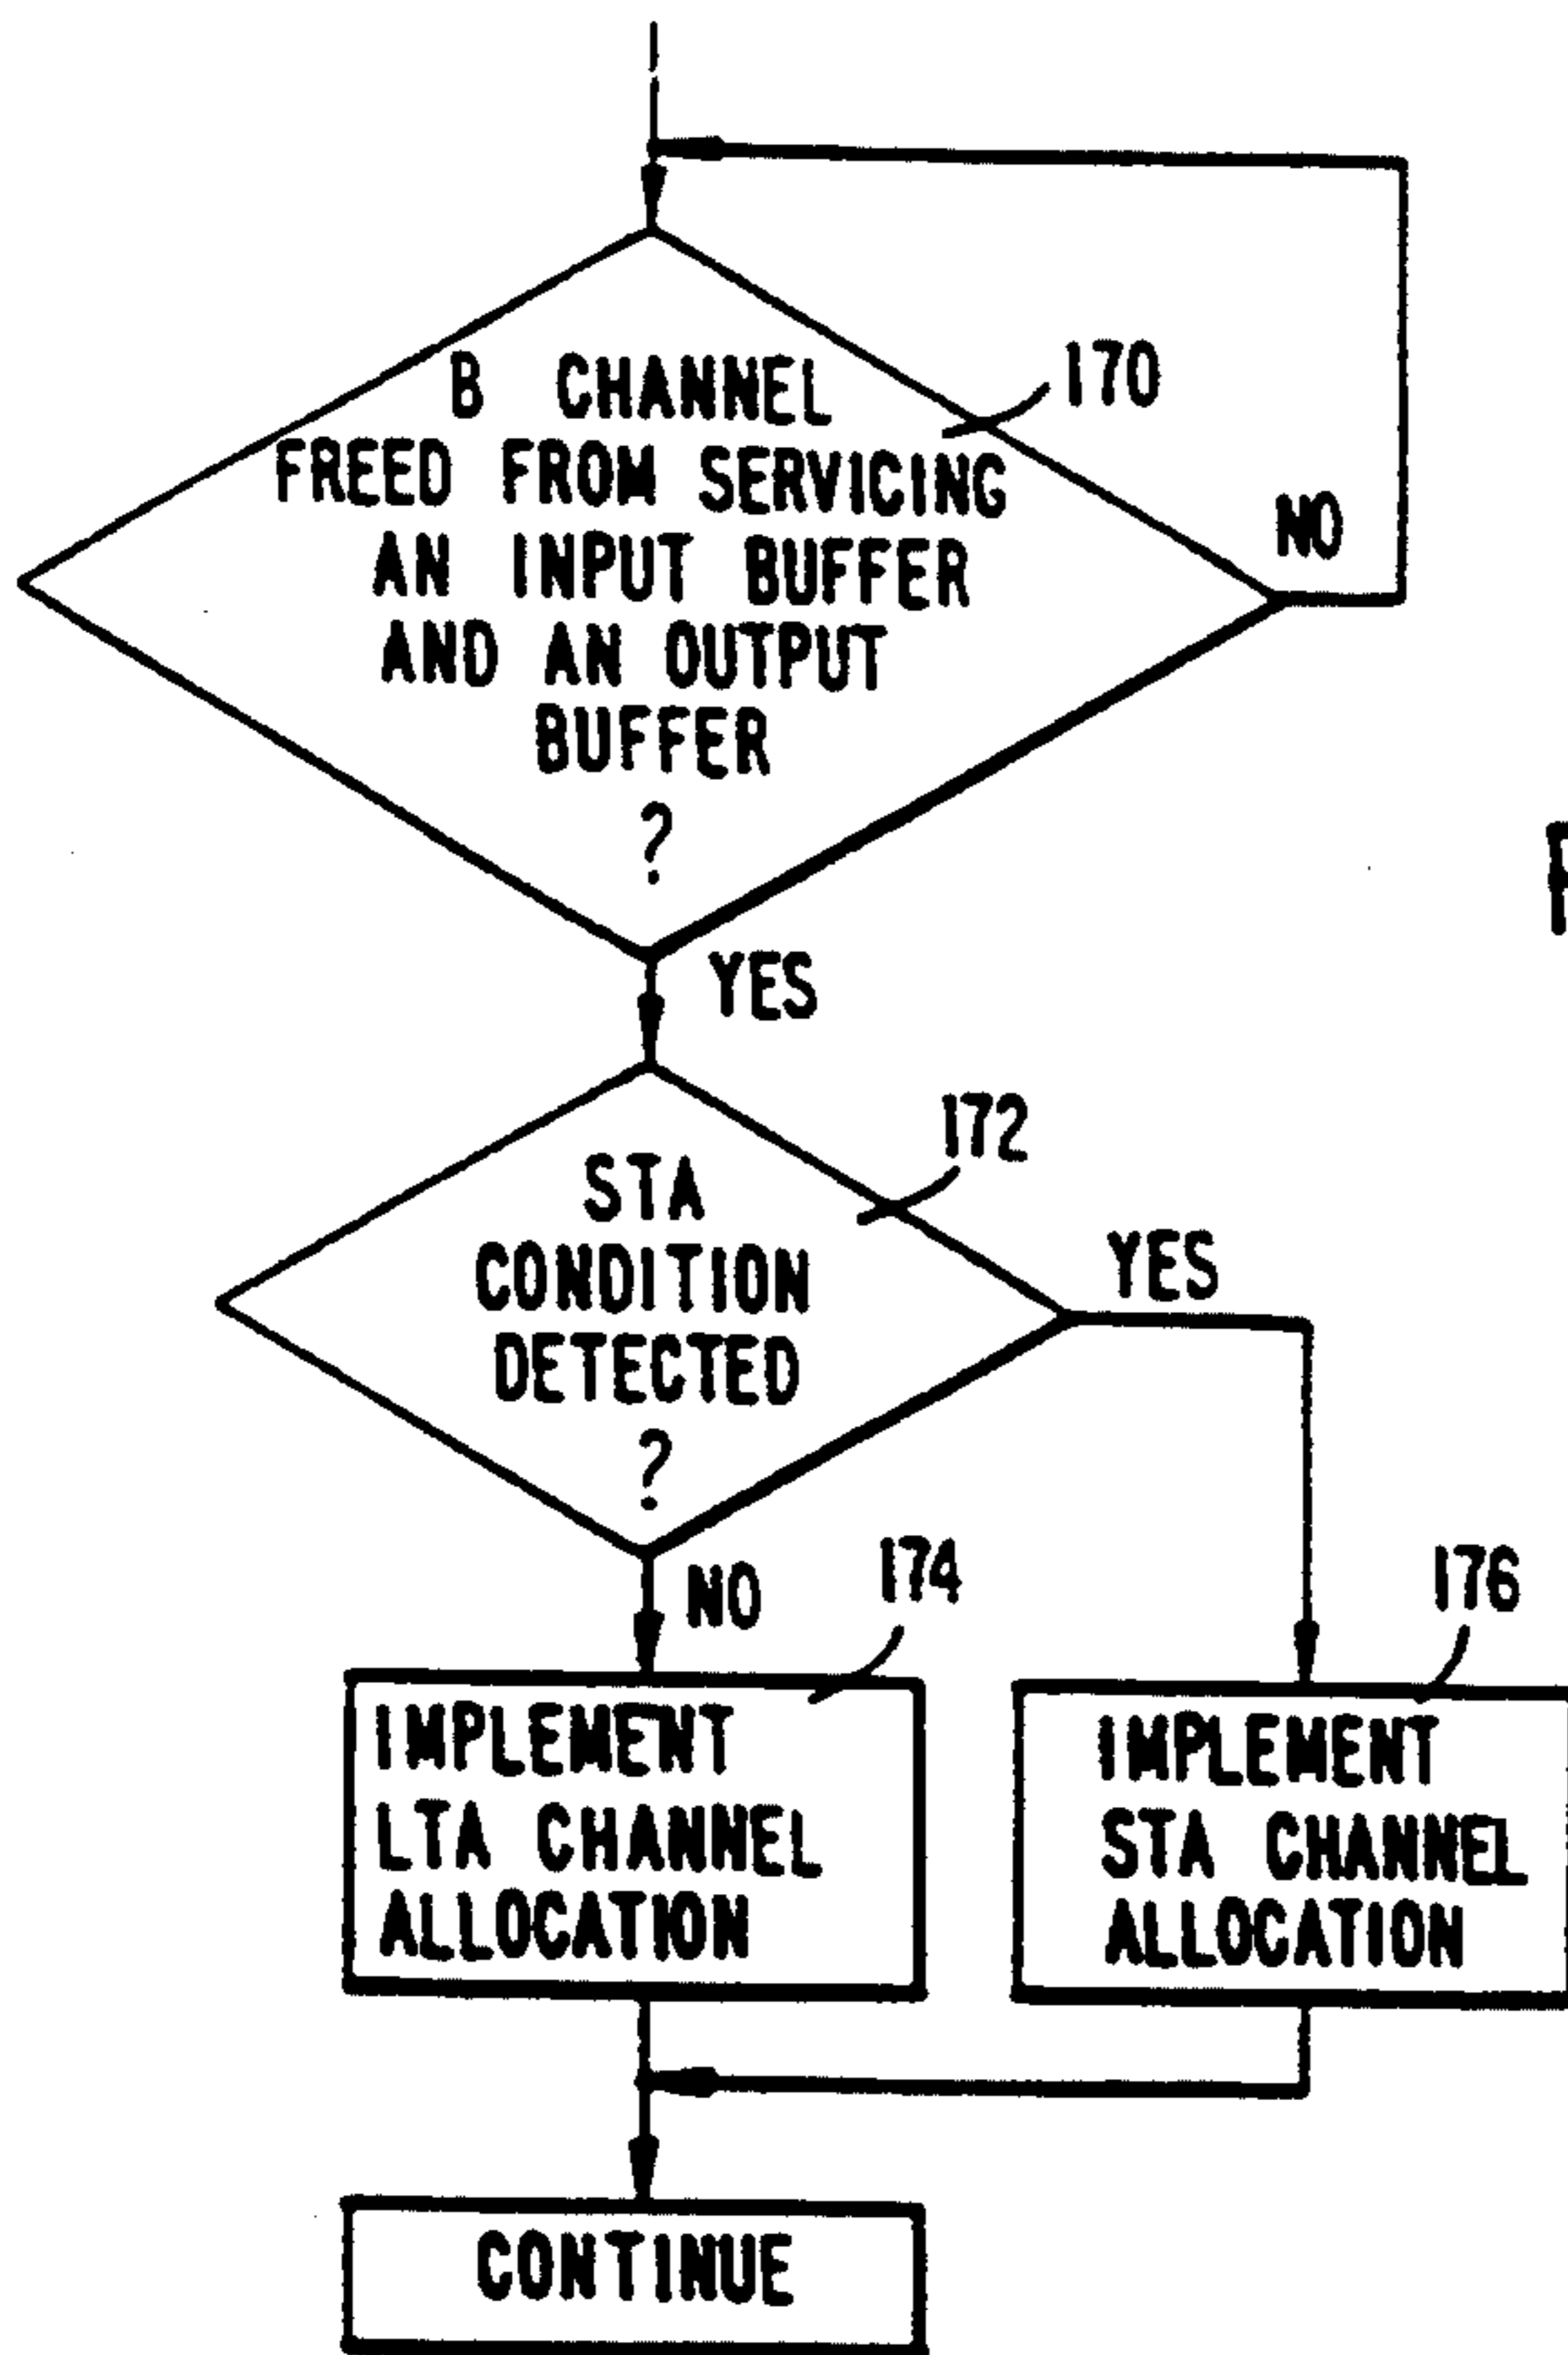 B CHANNEL
FREED FROM SERVICING
AN INPUT BUFFER
AND AN OUTPUT
BUFFER
?
170
NO
YES
STA
CONDITION
DETECTED
?
172
YES
NO
174
IMPLEMENT
LTA CHANNEL
ALLOCATION
176
IMPLEMENT
STA CHANNEL
ALLOCATION
CONTINUE